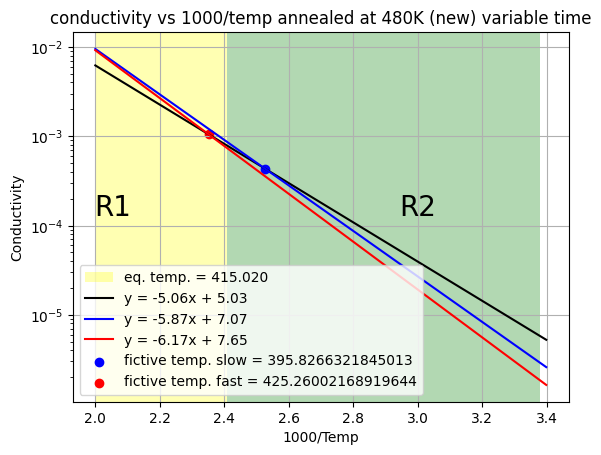 conductivity vs 1000/temp annealed at 480K (new) variable time
10⁻²
10⁻³
10⁻⁴
10⁻⁵
Conductivity
R1
R2
eq. temp. = 415.020
y = -5.06x + 5.03
y = -5.87x + 7.07
y = -6.17x + 7.65
fictive temp. slow = 395.8266321845013
fictive temp. fast = 425.26002168919644
2.0 2.2 2.4 2.6 2.8 3.0 3.2 3.4
1000/Temp